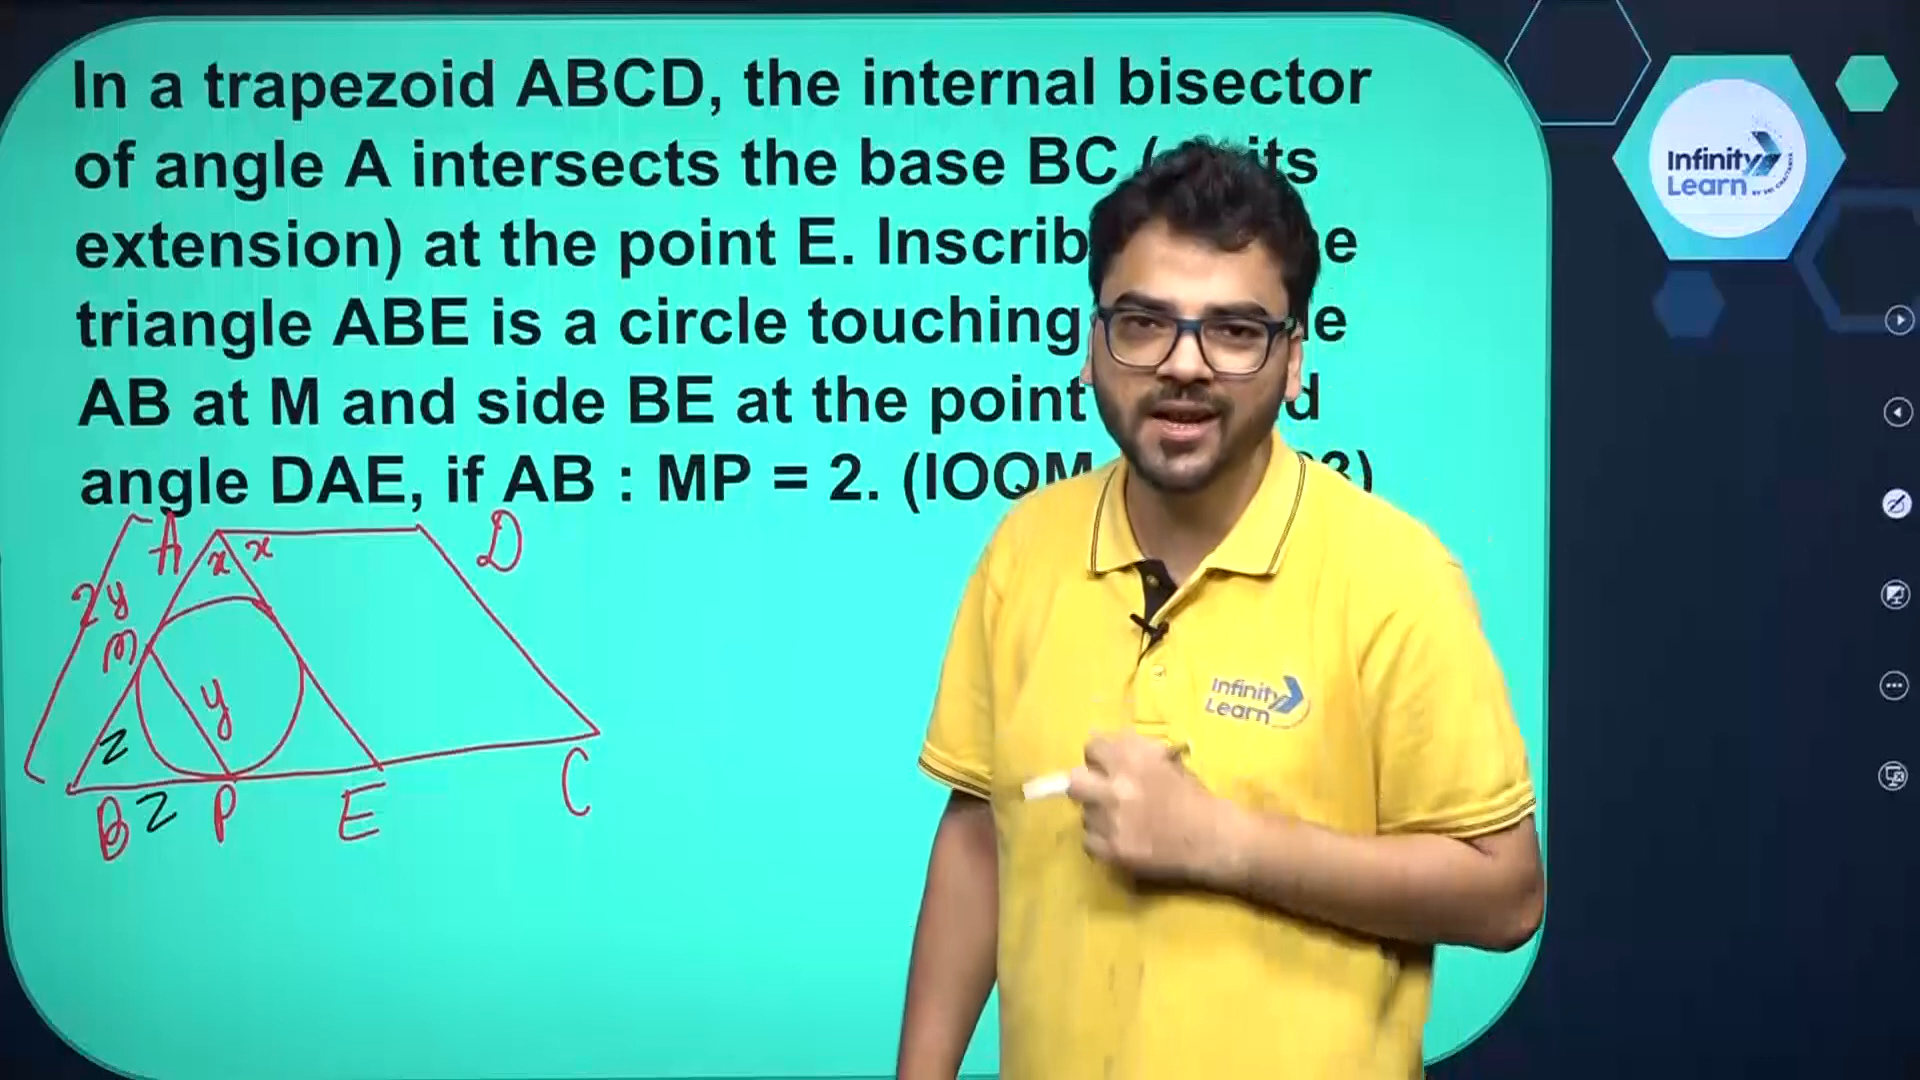 In a trapezoid ABCD, the internal bisector
of angle A intersects the base BC its
extension) at the point E. Inscrib e
triangle ABE is a circle touching e
AB at M and side BE at the point d
angle DAE, if AB : MP = 2. (IOQM 3)
A x x D
2y
M
y
z
B z P E C
Infinity
Learn
Infinity
Learn